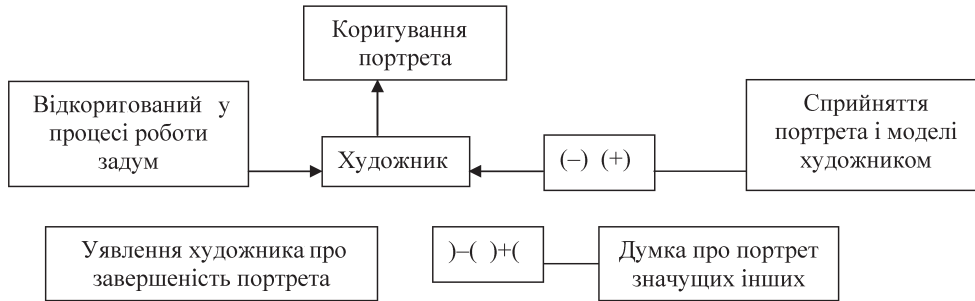 Коригування
портрета
Відкоригований у
процесі роботи
задум
Художник
(–) (+)
Сприйняття
портрета і моделі
художником
Уявлення художника про
завершеність портрета
)–( )+(
Думка про портрет
значущих інших